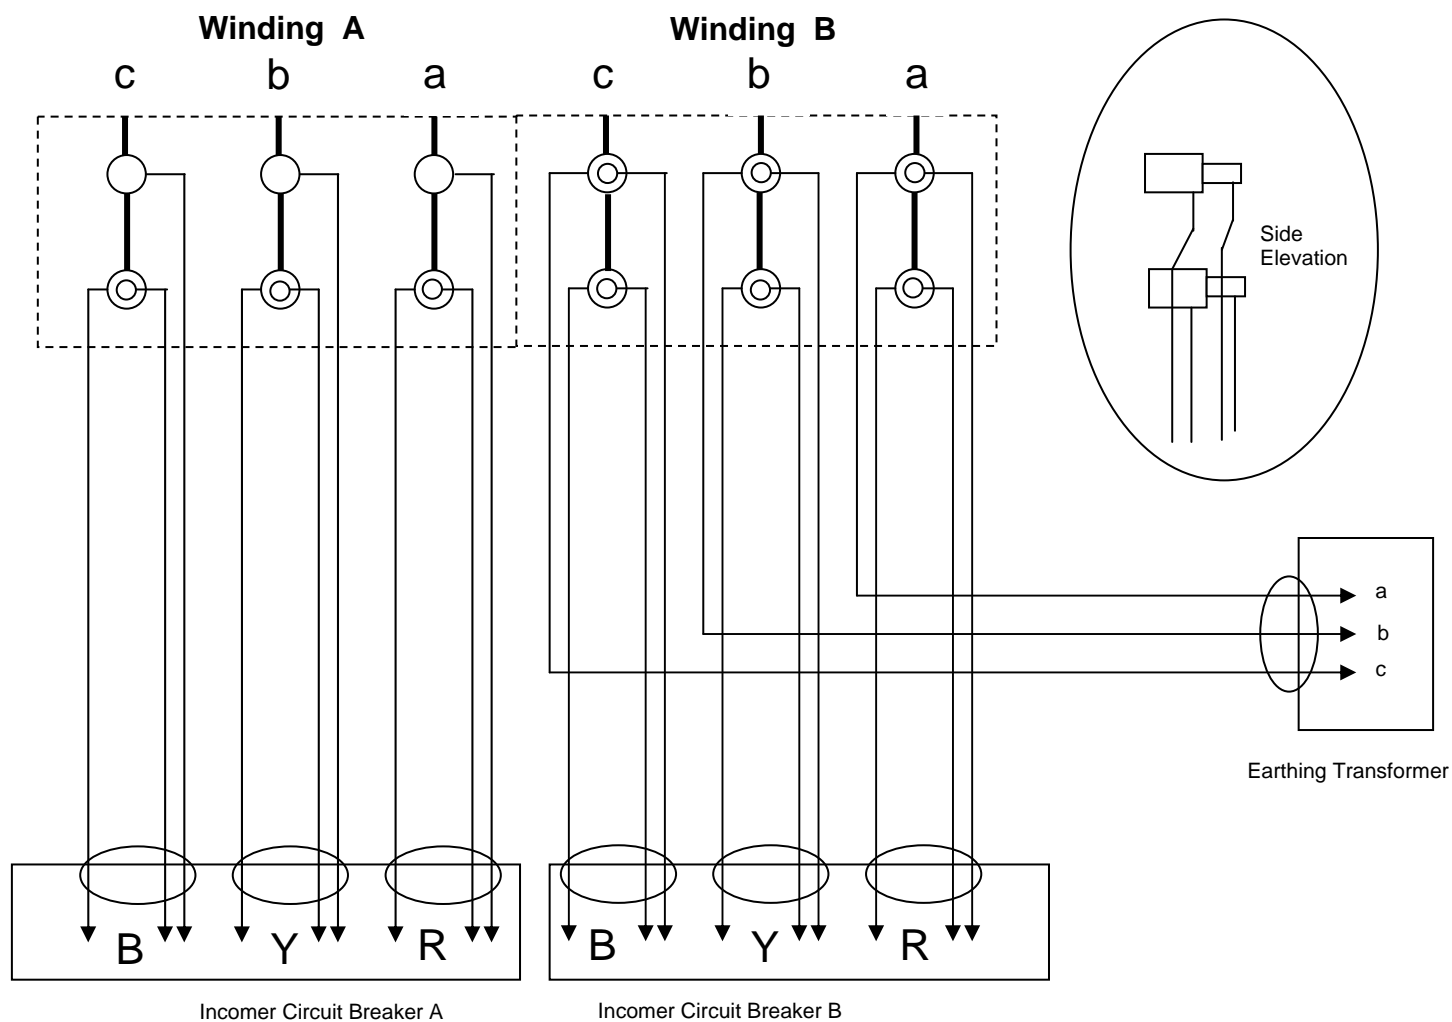 Winding A
Winding B
c b a
c b a
Side
Elevation
a
b
c
Earthing Transformer
B Y R
B Y R
Incomer Circuit Breaker A
Incomer Circuit Breaker B